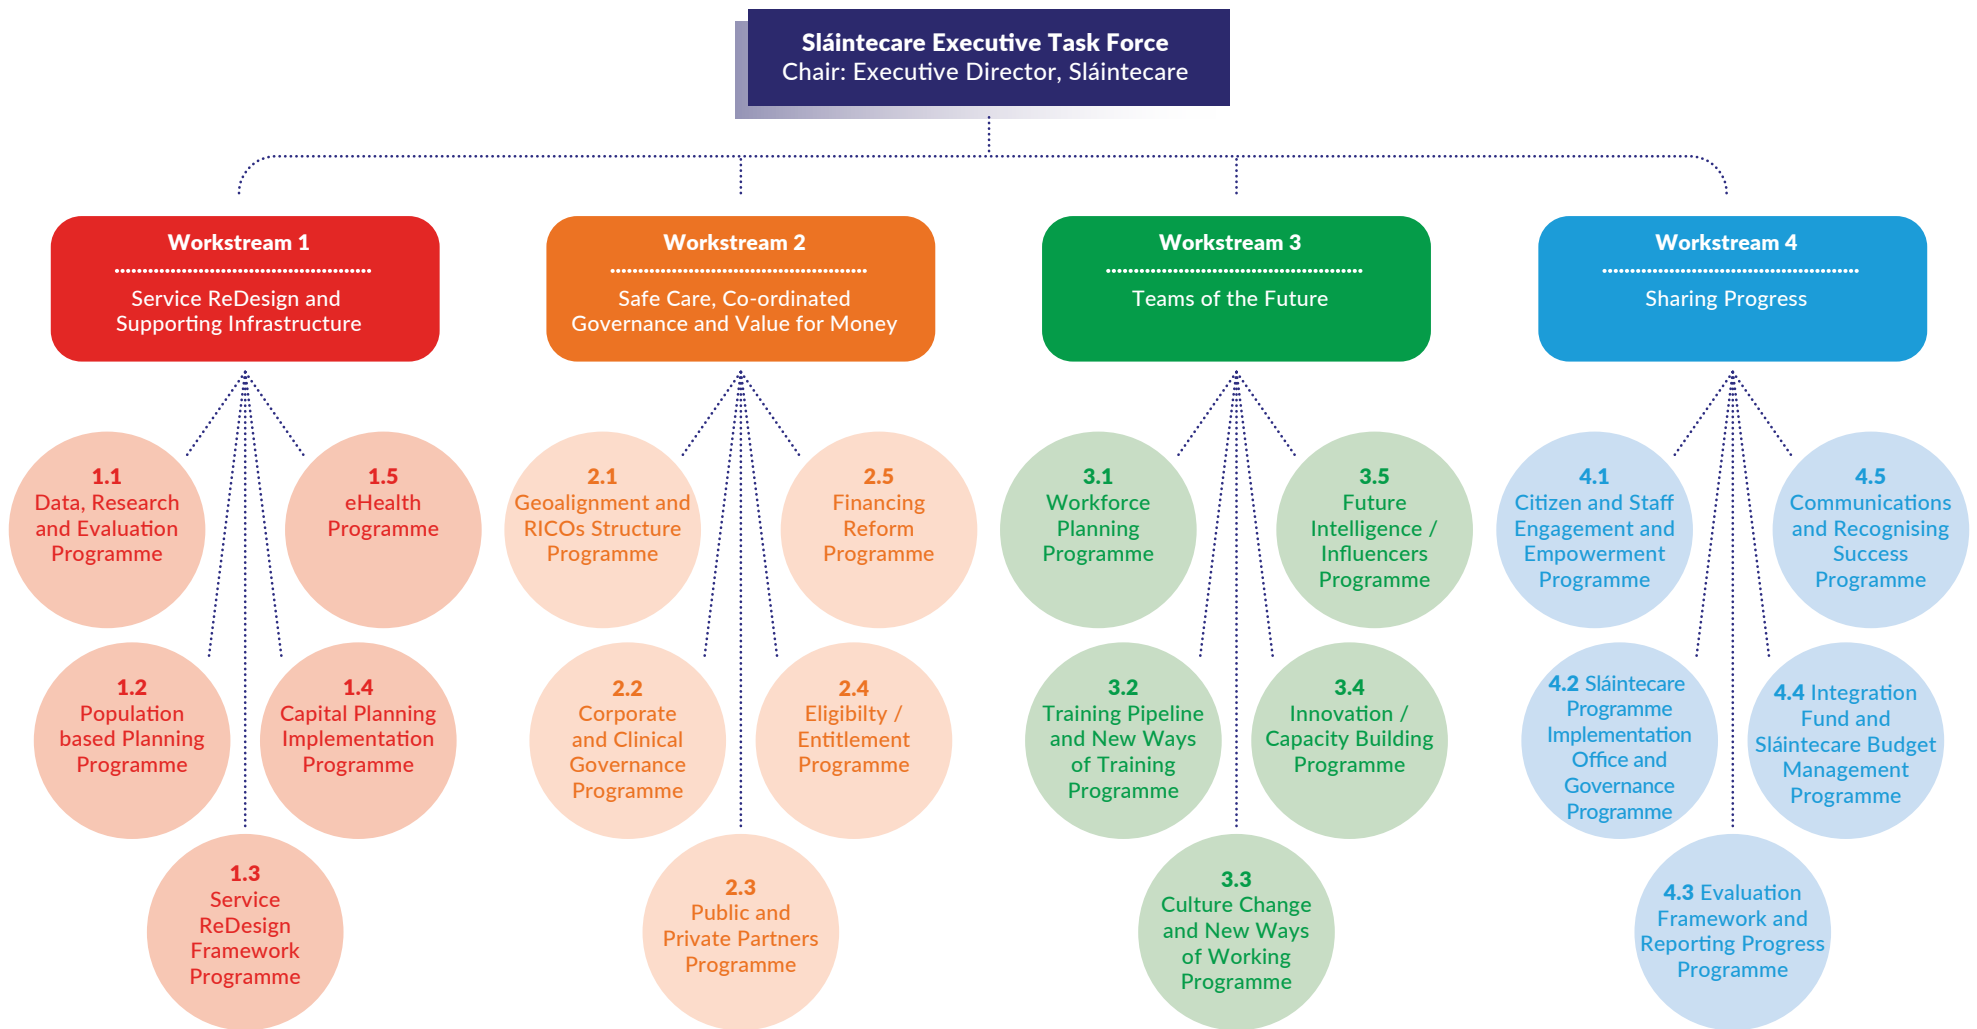 Sláintecare Executive Task Force
Chair: Executive Director, Sláintecare
Workstream 1
Service ReDesign and
Supporting Infrastructure
Workstream 2
Safe Care, Co-ordinated
Governance and Value for Money
Workstream 3
Teams of the Future
Workstream 4
Sharing Progress
1.1
Data, Research
and Evaluation
Programme
1.5
eHealth
Programme
1.2
Population
based Planning
Programme
1.4
Capital Planning
Implementation
Programme
1.3
Service
ReDesign
Framework
Programme
2.1
Geoalignment and
RICOs Structure
Programme
2.5
Financing
Reform
Programme
2.2
Corporate
and Clinical
Governance
Programme
2.4
Eligibilty /
Entitlement
Programme
2.3
Public and
Private Partners
Programme
3.1
Workforce
Planning
Programme
3.5
Future
Intelligence /
Influencers
Programme
3.2
Training Pipeline
and New Ways
of Training
Programme
3.4
Innovation /
Capacity Building
Programme
3.3
Culture Change
and New Ways
of Working
Programme
4.1
Citizen and Staff
Engagement and
Empowerment
Programme
4.5
Communications
and Recognising
Success
Programme
4.2 Sláintecare
Programme
Implementation
Office and
Governance
Programme
4.4 Integration
Fund and
Sláintecare Budget
Management
Programme
4.3 Evaluation
Framework and
Reporting Progress
Programme